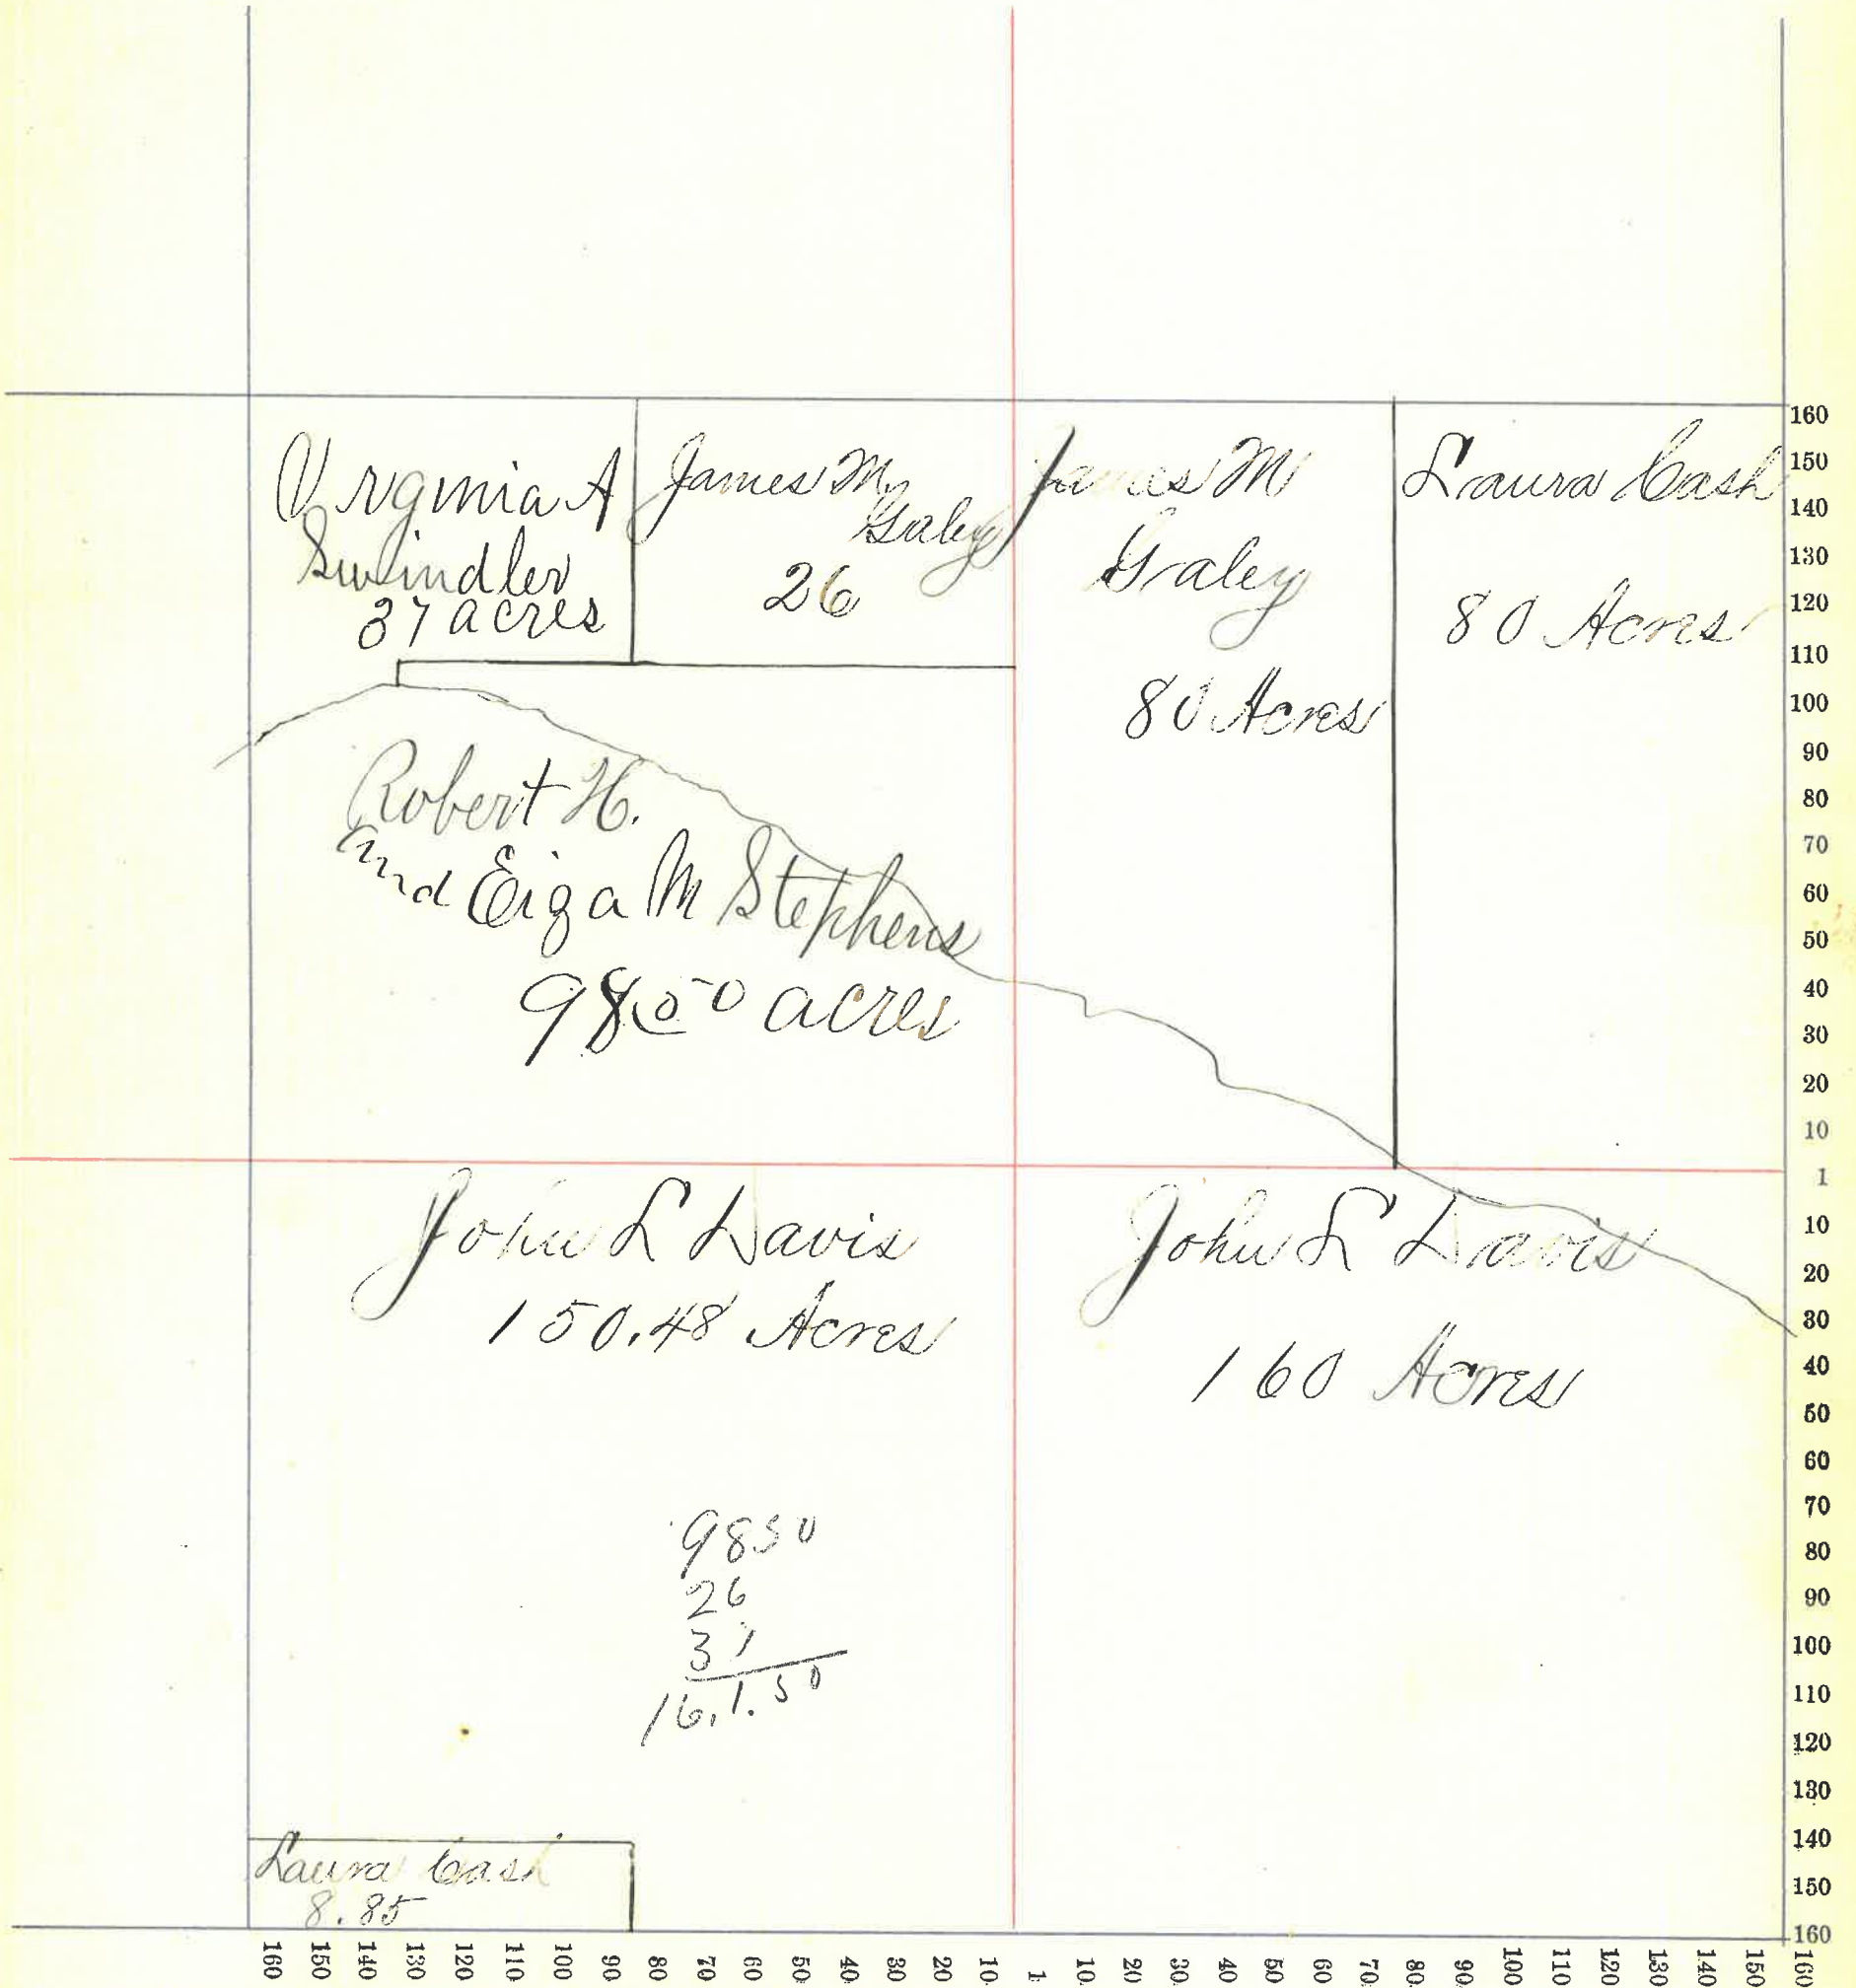 Virginia A
Swindler
37 acres
James M
Galey
26
James M
Galey
80 Acres
Laura Cash
80 Acres
Robert H.
and Eiza M Stephens
98.50 acres
John L Davis
150.48 Acres
John L Davis
160 Acres
9850
26
37
16.1.50
Laura Cash
8.85
160
150
140
130
120
110
100
90
80
70
60
50
40
30
20
10
1
10
20
30
40
50
60
70
80
90
100
110
120
130
140
150
160
160 150 140 130 120 110 100 90 80 70 60 50 40 30 20 10 1 10 20 30 40 50 60 70 80 90 100 110 120 130 140 150 160